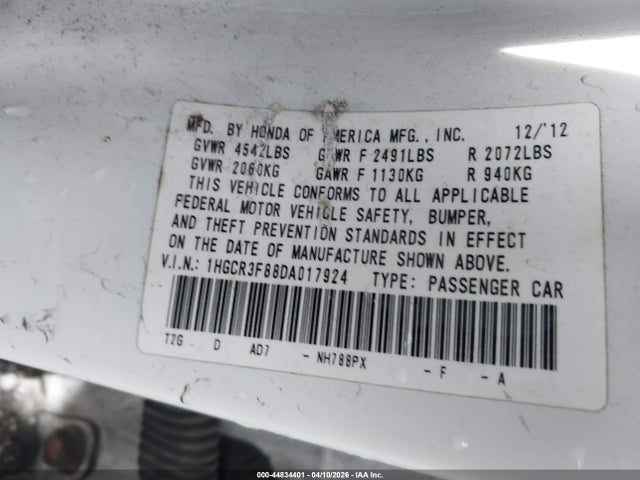 MFD. BY HONDA OF AMERICA MFG., INC. 12/'12
GVWR 4542LBS GAWR F 2491LBS R 2072LBS
GVWR 2060KG GAWR F 1130KG R 940KG
THIS VEHICLE CONFORMS TO ALL APPLICABLE
FEDERAL MOTOR VEHICLE SAFETY, BUMPER,
AND THEFT PREVENTION STANDARDS IN EFFECT
ON THE DATE OF MANUFACTURE SHOWN ABOVE.
V.I.N.: 1HGCR3F88DA017924 TYPE: PASSENGER CAR
T2G D AD7 - NH788PX - F - A
000-44834401 - 04/10/2026 - IAA Inc.